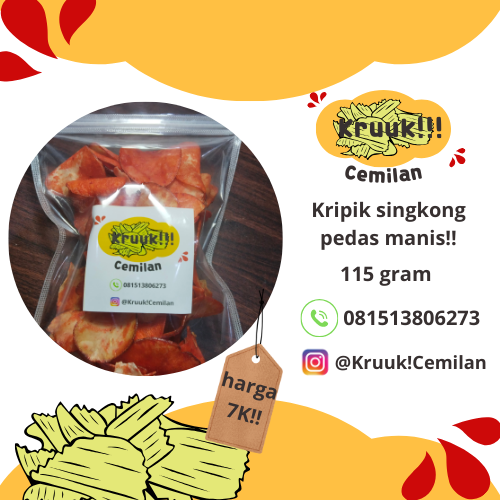 Kruuk!!!
Cemilan
Kripik singkong
pedas manis!!
115 gram
081513806273
@Kruuk!Cemilan
Kruuk!!!
Cemilan
081513806273
@Kruuk!Cemilan
harga
7K!!